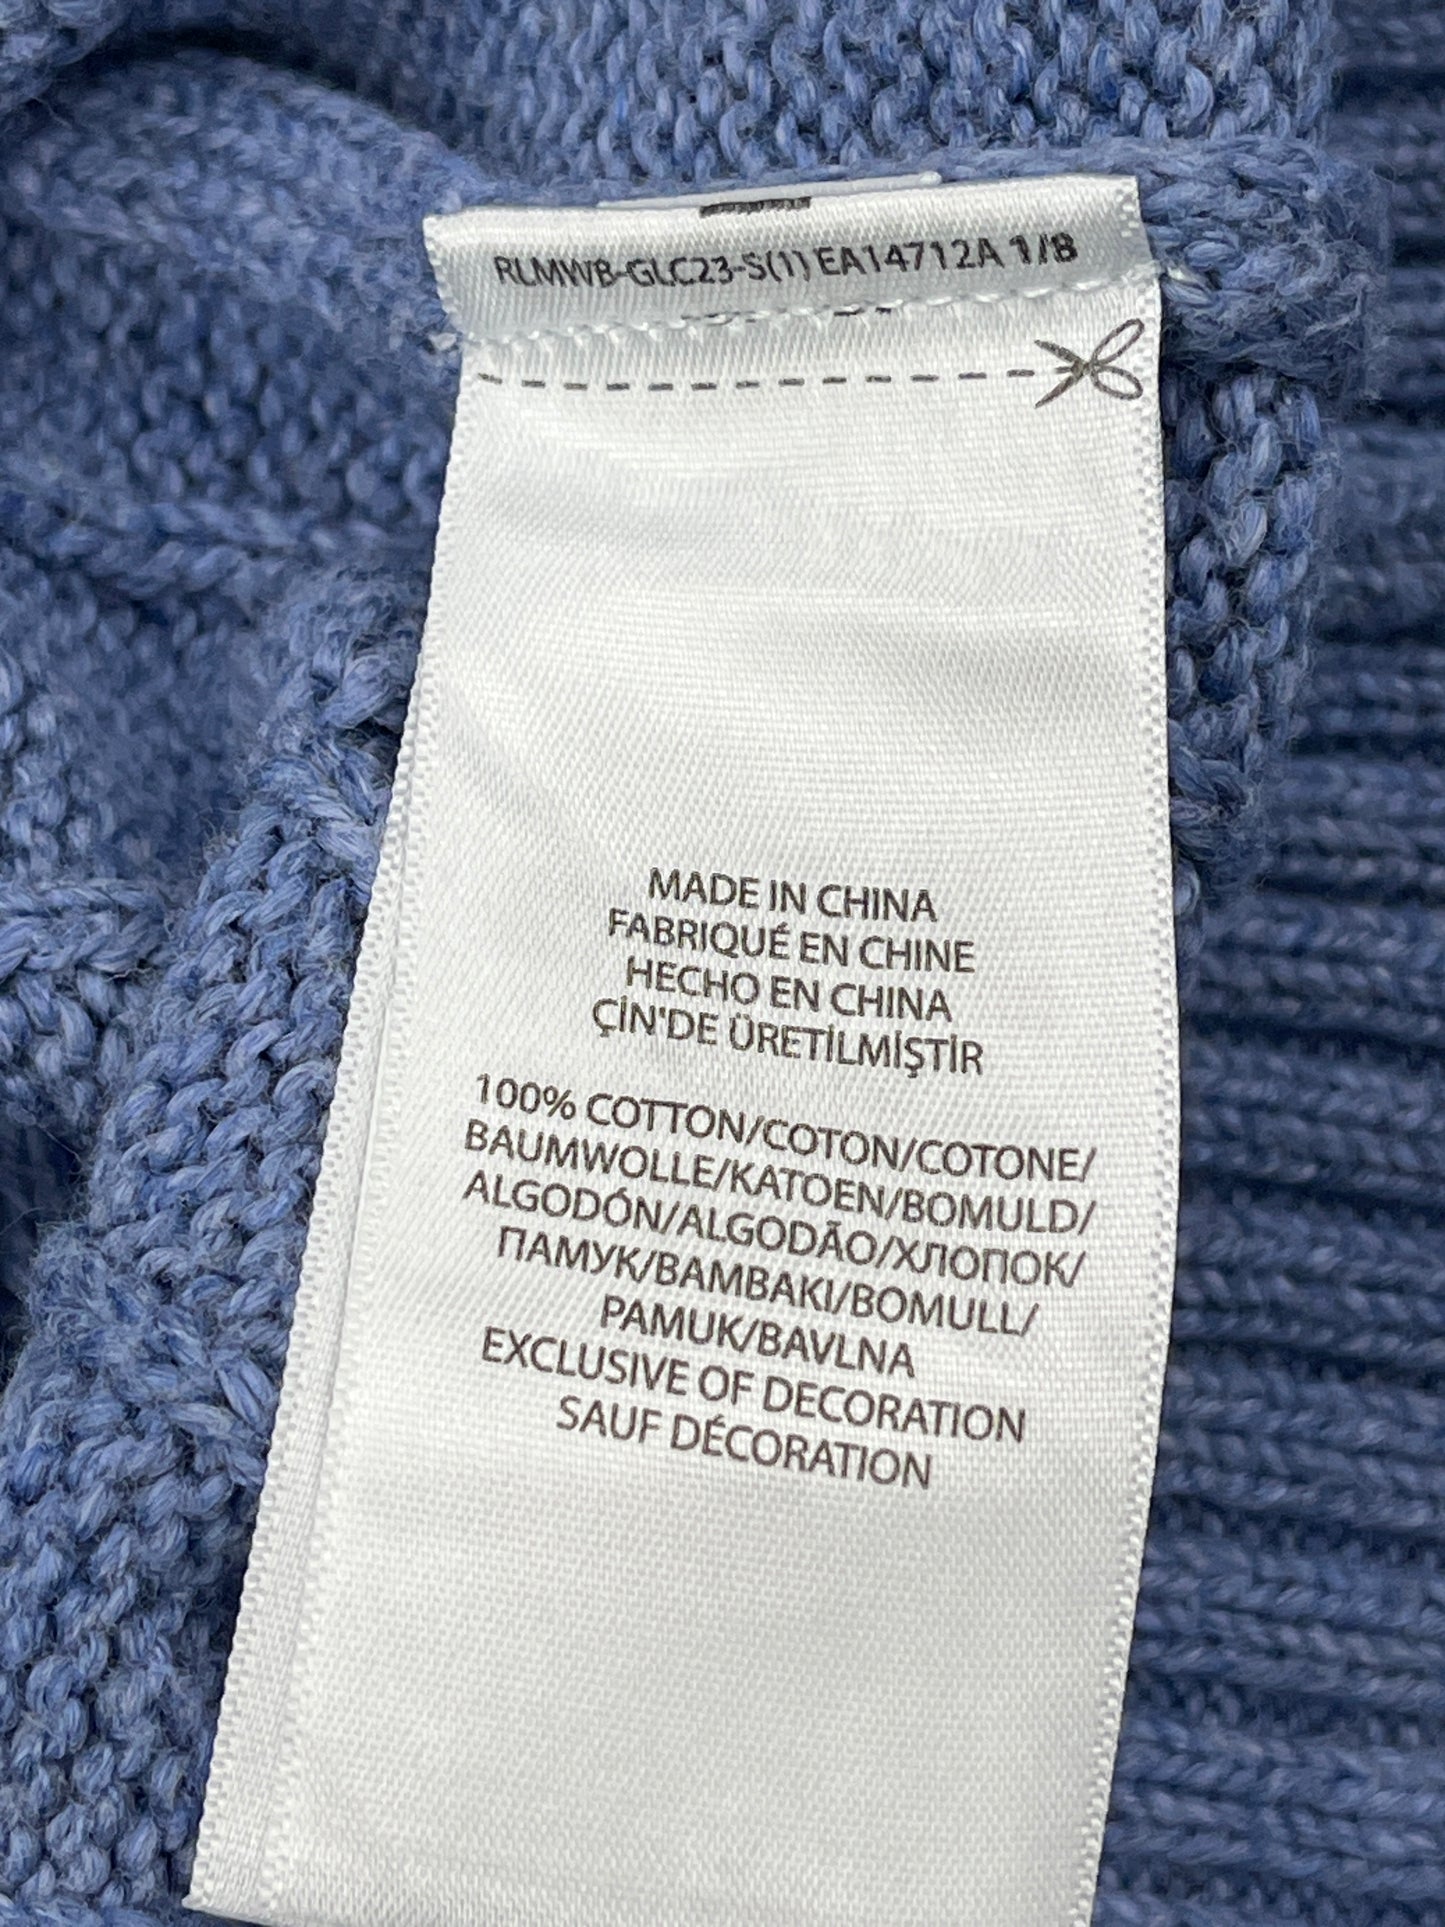 RLMWB-GLC23-S(1) EA14712A 1/8
MADE IN CHINA
FABRIQUÉ EN CHINE
HECHO EN CHINA
ÇİN'DE ÜRETİLMİŞTİR
100% COTTON/COTON/COTONE/
BAUMWOLLE/KATOEN/BOMULD/
ALGODÓN/ALGODÃO/ХЛОПОК/
ПАМУК/BAMBAKI/BOMULL/
PAMUK/BAVLNA
EXCLUSIVE OF DECORATION
SAUF DÉCORATION